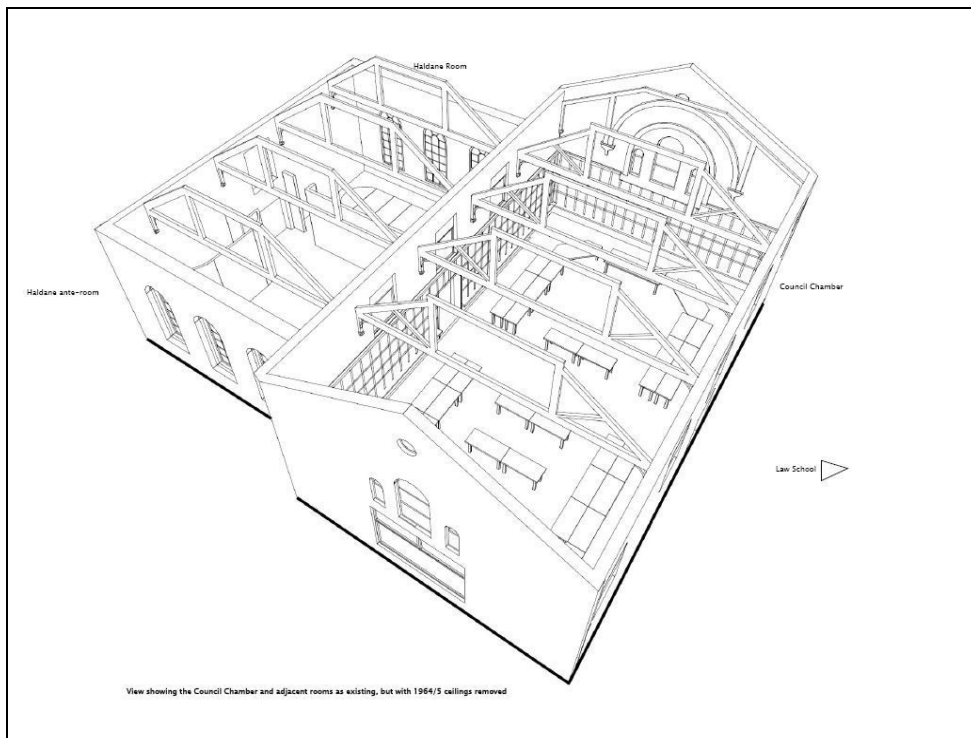 Haldane Room
Haldane ante-room
Council Chamber
Law School
View showing the Council Chamber and adjacent rooms as existing, but with 1964/5 ceilings removed